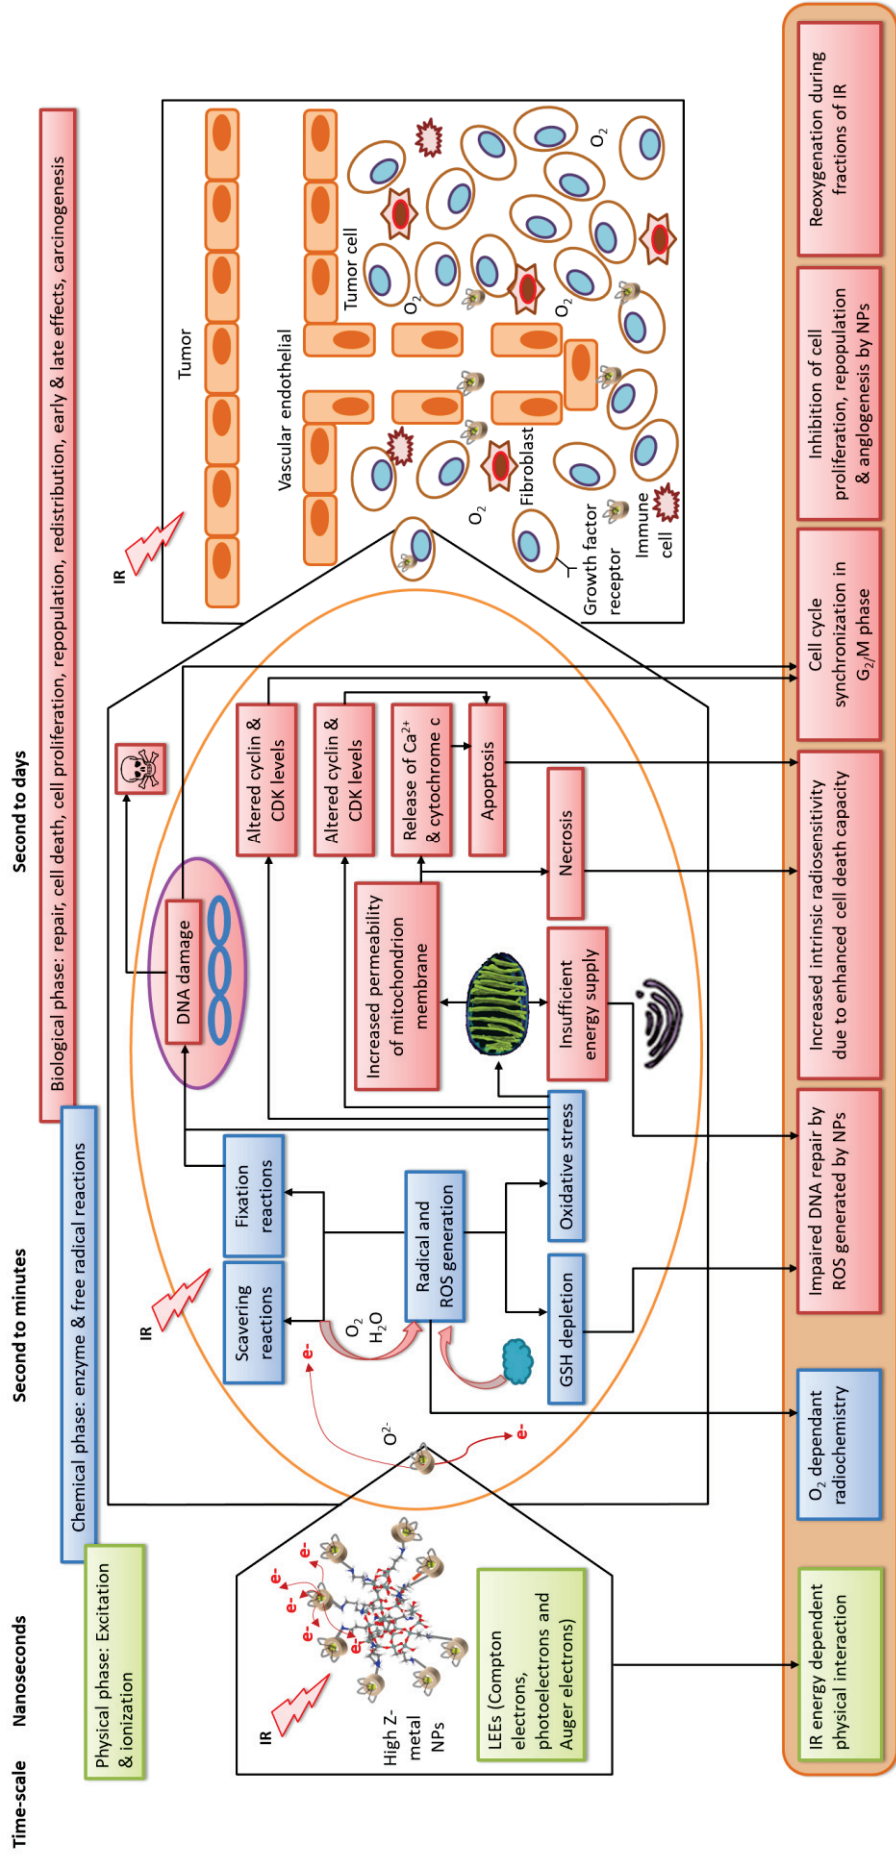 Time-scale
Nanoseconds
Second to minutes
Second to days
Physical phase: Excitation
& ionization
Chemical phase: enzyme & free radical reactions
Biological phase: repair, cell death, cell proliferation, repopulation, redistribution, early & late effects, carcinogenesis
IR
High Z-
metal
NPs
e-
e-
e-
e-
e-
LEEs (Compton
electrons,
photoelectrons and
Auger electrons)
IR
O2-
e-
e-
O2
H2O
Scavering
reactions
Fixation
reactions
Radical and
ROS generation
GSH depletion
Oxidative stress
DNA damage
Altered cyclin &
CDK levels
Altered cyclin &
CDK levels
Increased permeability
of mitochondrion
membrane
Release of Ca2+
& cytochrome c
Apoptosis
Insufficient
energy supply
Necrosis
IR
Tumor
Vascular endothelial
Tumor cell
O2
O2
O2
O2
Fibroblast
Growth factor
receptor
Immune
cell
IR energy dependent
physical interaction
O2 dependant
radiochemistry
Impaired DNA repair by
ROS generated by NPs
Increased intrinsic radiosensitivity
due to enhanced cell death capacity
Cell cycle
synchronization in
G2/M phase
Inhibition of cell
proliferation, repopulation
& angiogenesis by NPs
Reoxygenation during
fractions of IR